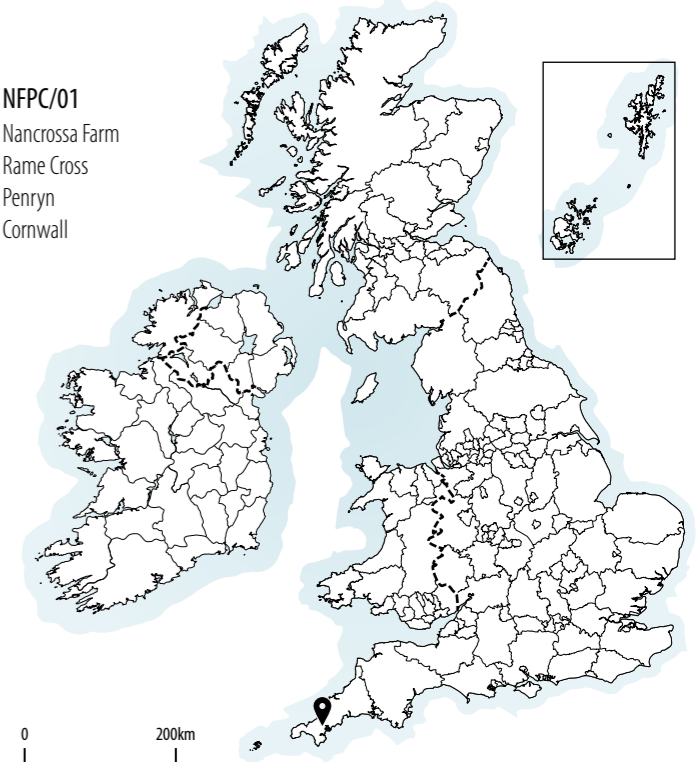 NFPC/01
Nancrossa Farm
Rame Cross
Penryn
Cornwall
0 200km